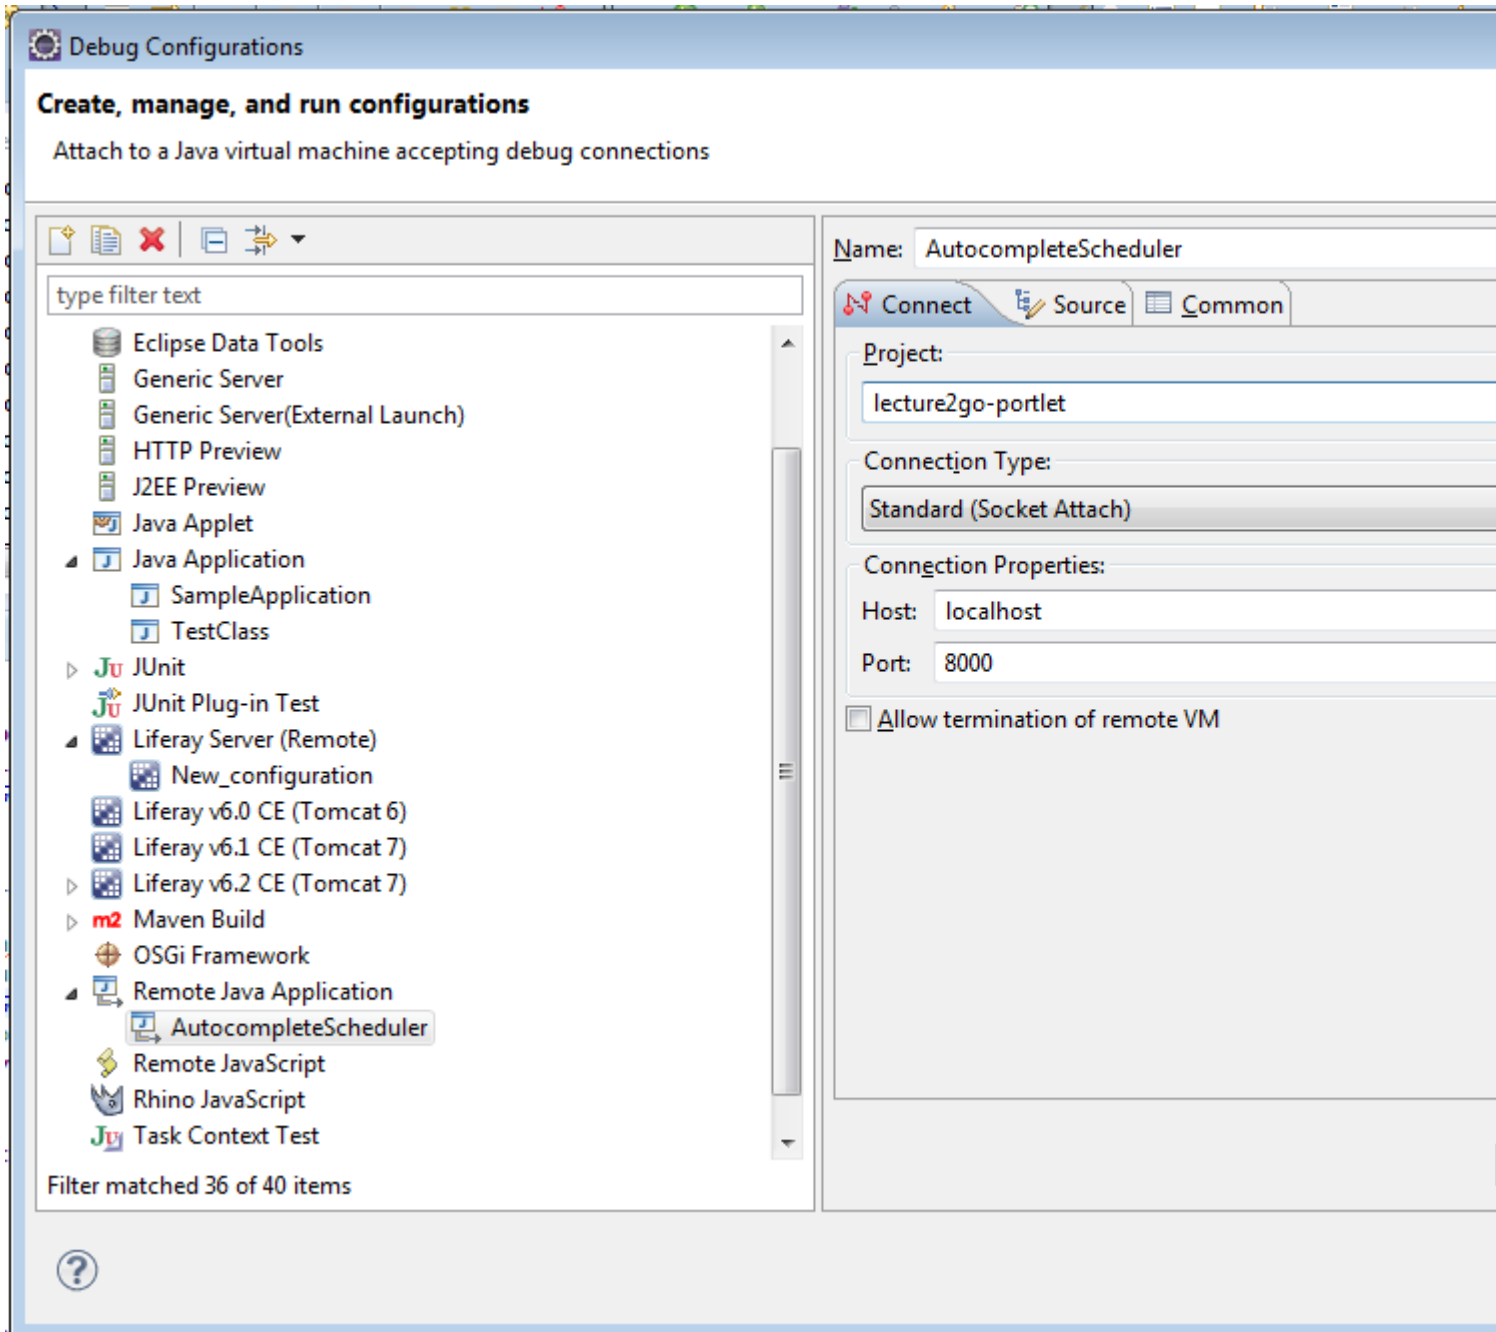 Debug Configurations
Create, manage, and run configurations
Attach to a Java virtual machine accepting debug connections
type filter text
Eclipse Data Tools
Generic Server
Generic Server(External Launch)
HTTP Preview
J2EE Preview
Java Applet
Java Application
SampleApplication
TestClass
JUnit
JUnit Plug-in Test
Liferay Server (Remote)
New_configuration
Liferay v6.0 CE (Tomcat 6)
Liferay v6.1 CE (Tomcat 7)
Liferay v6.2 CE (Tomcat 7)
m2 Maven Build
OSGi Framework
Remote Java Application
AutocompleteScheduler
Remote JavaScript
Rhino JavaScript
Task Context Test
Filter matched 36 of 40 items
Name: AutocompleteScheduler
Connect Source Common
Project:
lecture2go-portlet
Connection Type:
Standard (Socket Attach)
Connection Properties:
Host: localhost
Port: 8000
Allow termination of remote VM